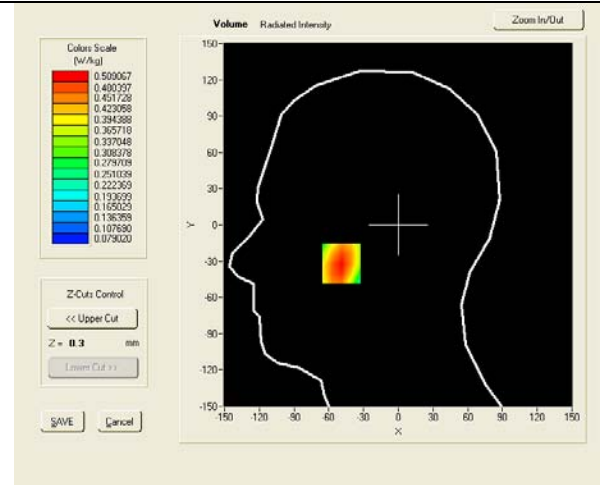 Volume Radiated Intensity
Zoom In/Out
Colors Scale
(W/kg)
0.509067
0.480397
0.451728
0.423058
0.394388
0.365718
0.337048
0.308378
0.279709
0.251039
0.222369
0.193699
0.165029
0.136359
0.107690
0.079020
150
120
90
60
30
0
-30
-60
-90
-120
-150
Y
-150 -120 -90 -60 -30 0 30 60 90 120 150
X
Z-Cuts Control
<< Upper Cut
Z = 0.3 mm
Lower Cut >>
SAVE Cancel